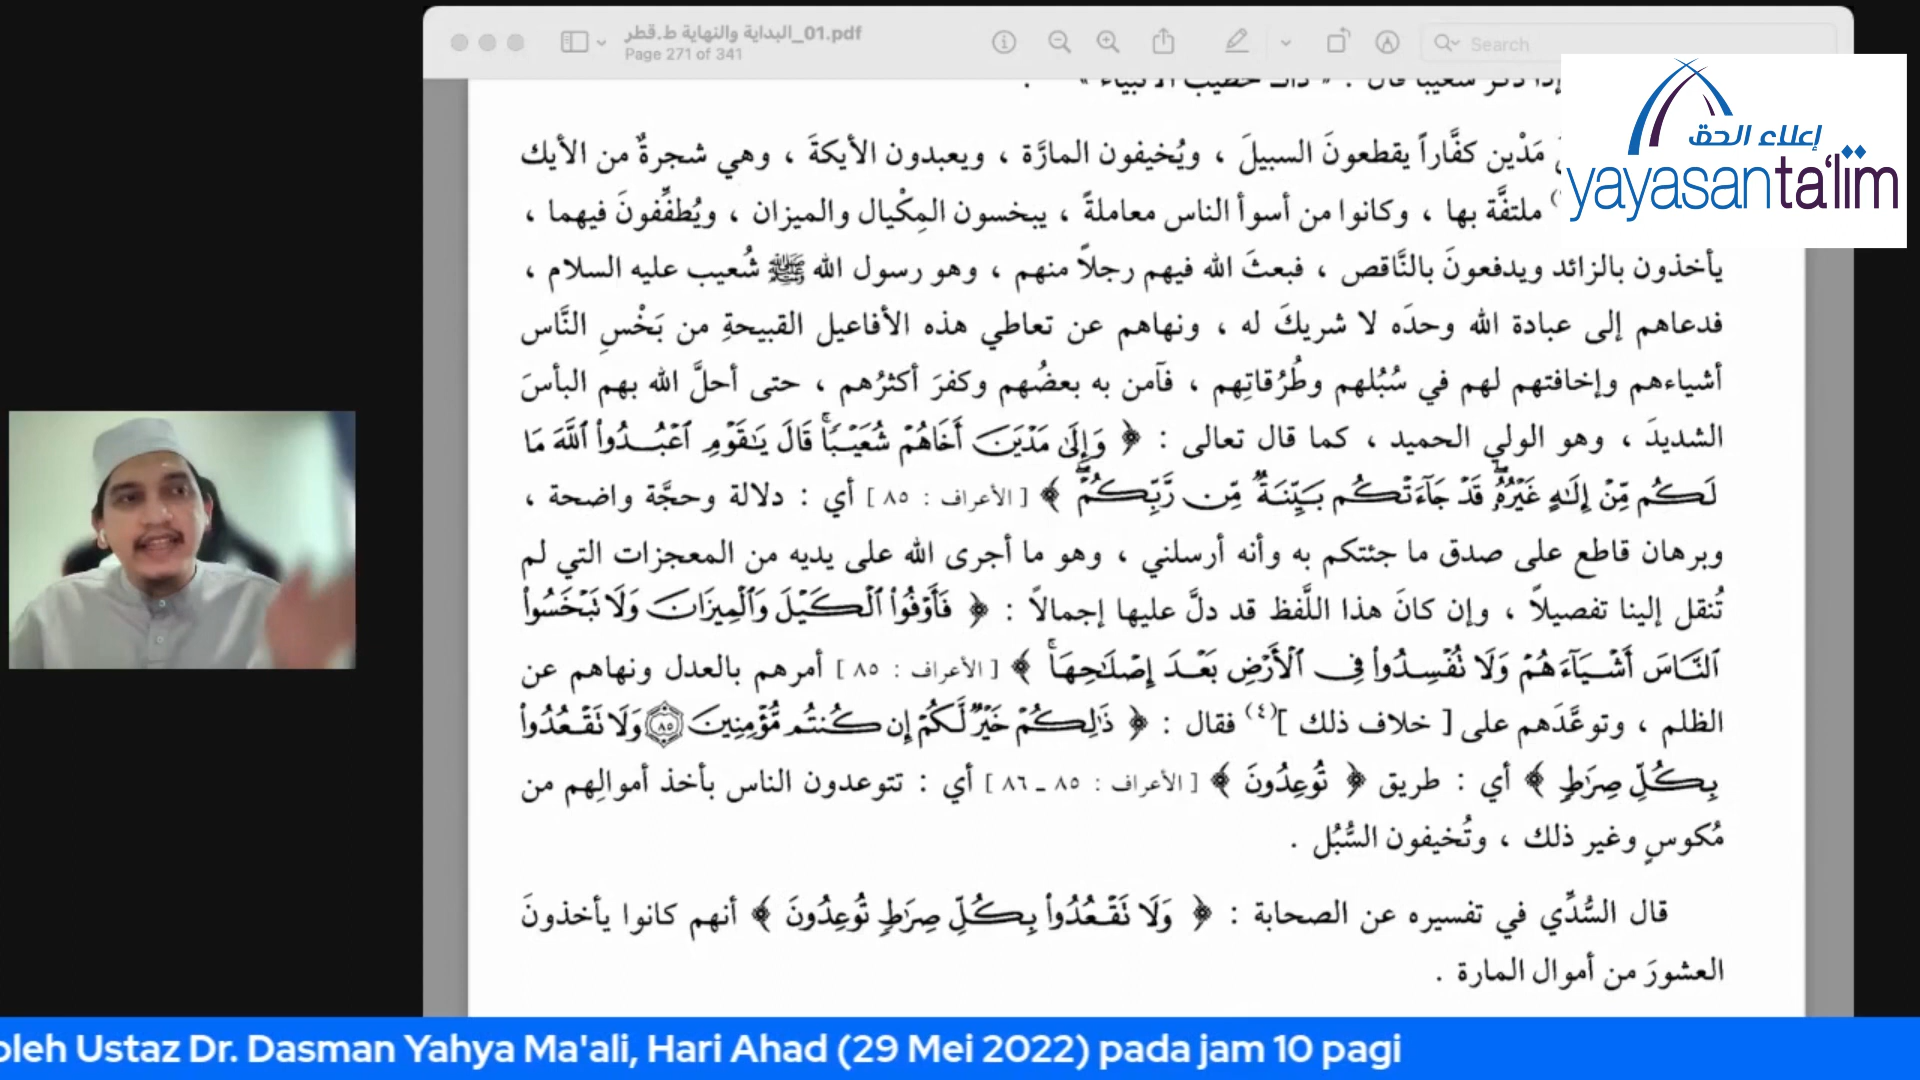 البداية والنهاية ط.قطر_01.pdf
Page 271 of 341
Search
إعلاء الحق
yayasanta'lim
إذا ذكر شعيباً قال : « ذاك خطيب الأنبياء » .
مَدْين كفَّاراً يقطعونَ السبيلَ ، ويُخيفون المارَّة ، ويعبدون الأيكةَ ، وهي شجرةٌ من الأيك
ملتفَّة بها ، وكانوا من أسوأ الناس معاملةً ، يبخسون المِكْيال والميزان ، ويُطفِّفونَ فيهما ،
يأخذون بالزائد ويدفعونَ بالنَّاقص ، فبعثَ الله فيهم رجلاً منهم ، وهو رسول الله ﷺ شُعيب عليه السلام ،
فدعاهم إلى عبادة الله وحدَه لا شريكَ له ، ونهاهم عن تعاطي هذه الأفاعيل القبيحةِ من بَخْسِ النَّاس
أشياءهم وإخافتهم لهم في سُبُلهم وطُرُقاتِهم ، فآمن به بعضُهم وكفرَ أكثرُهم ، حتى أحلَّ الله بهم البأسَ
الشديدَ ، وهو الولي الحميد ، كما قال تعالى : ﴿ وَإِلَىٰ مَدْيَنَ أَخَاهُمْ شُعَيْبًا ۗ قَالَ يَٰقَوْمِ ٱعْبُدُوا۟ ٱللَّهَ مَا
لَكُم مِّنْ إِلَٰهٍ غَيْرُهُۥ ۖ قَدْ جَآءَتْكُم بَيِّنَةٌ مِّن رَّبِّكُمْ ۖ ﴾ [ الأعراف : ٨٥ ] أي : دلالة وحجَّة واضحة ،
وبرهان قاطع على صدق ما جئتكم به وأنه أرسلني ، وهو ما أجرى الله على يديه من المعجزات التي لم
تُنقل إلينا تفصيلاً ، وإن كانَ هذا اللَّفظ قد دلَّ عليها إجمالاً : ﴿ فَأَوْفُوا۟ ٱلْكَيْلَ وَٱلْمِيزَانَ وَلَا تَبْخَسُوا۟
ٱلنَّاسَ أَشْيَآءَهُمْ وَلَا تُفْسِدُوا۟ فِى ٱلْأَرْضِ بَعْدَ إِصْلَٰحِهَا ۚ ﴾ [ الأعراف : ٨٥ ] أمرهم بالعدل ونهاهم عن
الظلم ، وتوعَّدَهم على [ خلاف ذلك ](٤) فقال : ﴿ ذَٰلِكُمْ خَيْرٌ لَّكُمْ إِن كُنتُم مُّؤْمِنِينَ ٨٥ وَلَا تَقْعُدُوا۟
بِكُلِّ صِرَٰطٍ ﴾ أي : طريق ﴿ تُوعِدُونَ ﴾ [ الأعراف : ٨٥ ـ ٨٦ ] أي : تتوعدون الناس بأخذ أموالِهم من
مُكوسٍ وغير ذلك ، وتُخيفون السُّبُل .
قال السُّدِّي في تفسيره عن الصحابة : ﴿ وَلَا تَقْعُدُوا۟ بِكُلِّ صِرَٰطٍ تُوعِدُونَ ﴾ أنهم كانوا يأخذونَ
العشورَ من أموال المارة .
oleh Ustaz Dr. Dasman Yahya Ma'ali, Hari Ahad (29 Mei 2022) pada jam 10 pagi